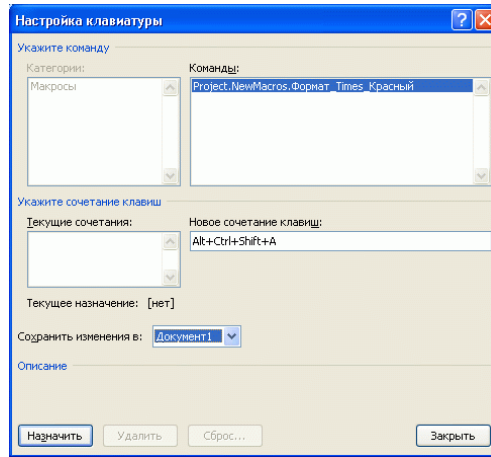 Настройка клавиатуры
Укажите команду
Категории: Команды:
Макросы Project.NewMacros.Формат_Times_Красный
Укажите сочетание клавиш
Текущие сочетания: Новое сочетание клавиш:
Alt+Ctrl+Shift+A
Текущее назначение: [нет]
Сохранить изменения в: Документ1
Описание
Назначить Удалить Сброс... Закрыть